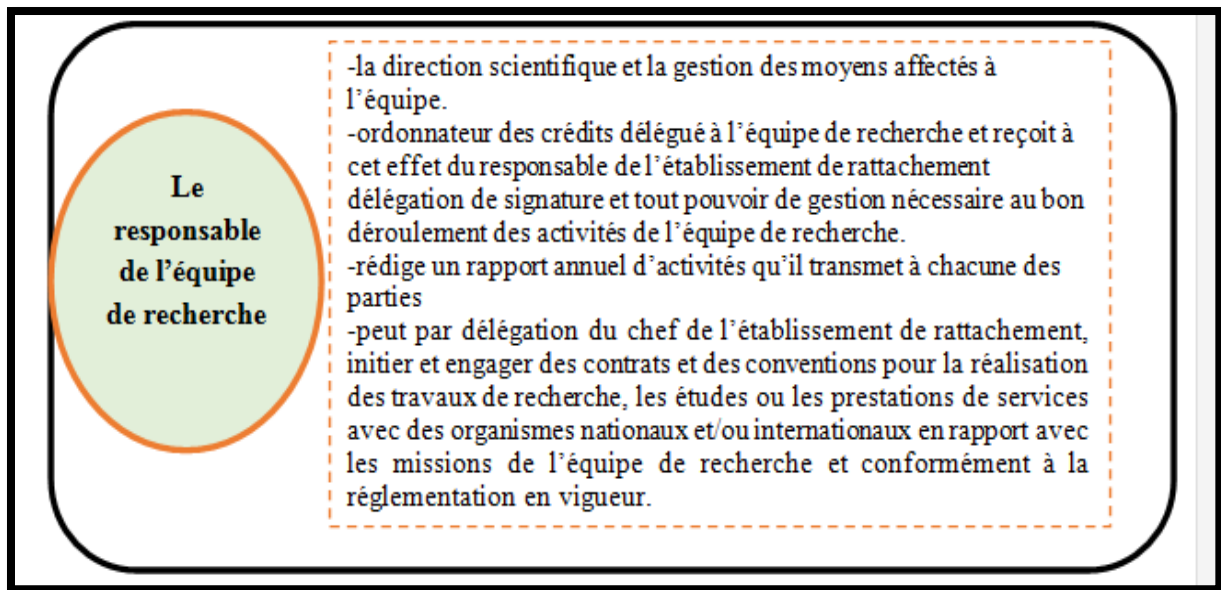 Le
responsable
de l’équipe
de recherche
-la direction scientifique et la gestion des moyens affectés à
l’équipe.
-ordonnateur des crédits délégué à l’équipe de recherche et reçoit à
cet effet du responsable de l’établissement de rattachement
délégation de signature et tout pouvoir de gestion nécessaire au bon
déroulement des activités de l’équipe de recherche.
-rédige un rapport annuel d’activités qu’il transmet à chacune des
parties
-peut par délégation du chef de l’établissement de rattachement,
initier et engager des contrats et des conventions pour la réalisation
des travaux de recherche, les études ou les prestations de services
avec des organismes nationaux et/ou internationaux en rapport avec
les missions de l’équipe de recherche et conformément à la
réglementation en vigueur.